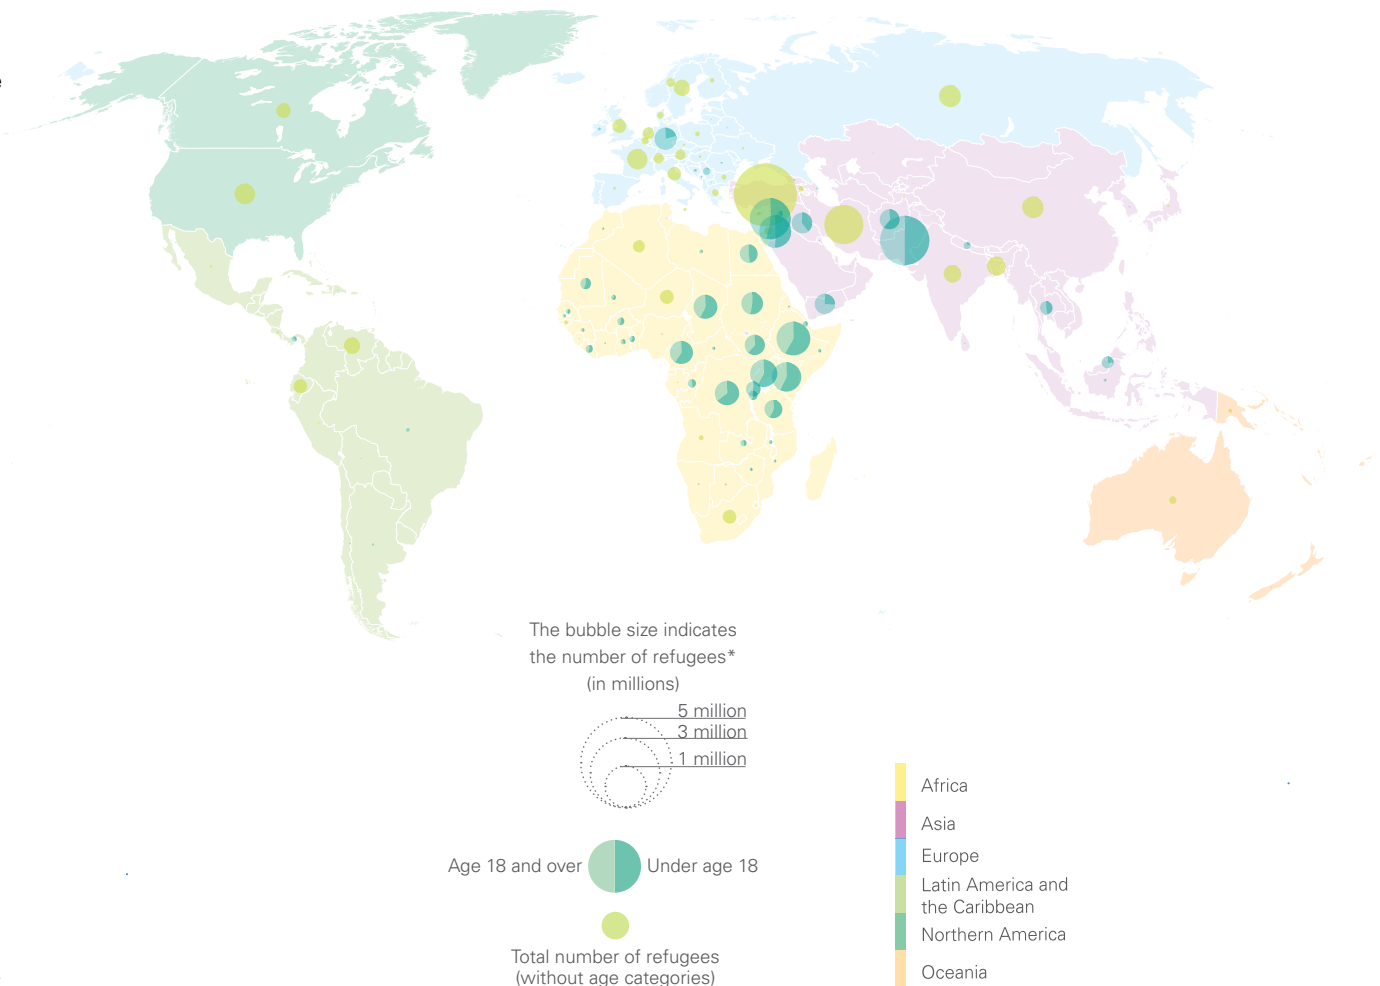 The bubble size indicates
the number of refugees*
(in millions)
5 million
3 million
1 million
Age 18 and over
Under age 18
Total number of refugees
(without age categories)
Africa
Asia
Europe
Latin America and
the Caribbean
Northern America
Oceania